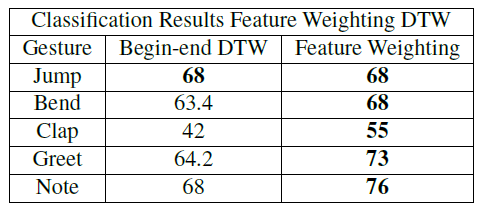 Classification Results Feature Weighting DTW
Gesture Begin-end DTW Feature Weighting
Jump 68 68
Bend 63.4 68
Clap 42 55
Greet 64.2 73
Note 68 76